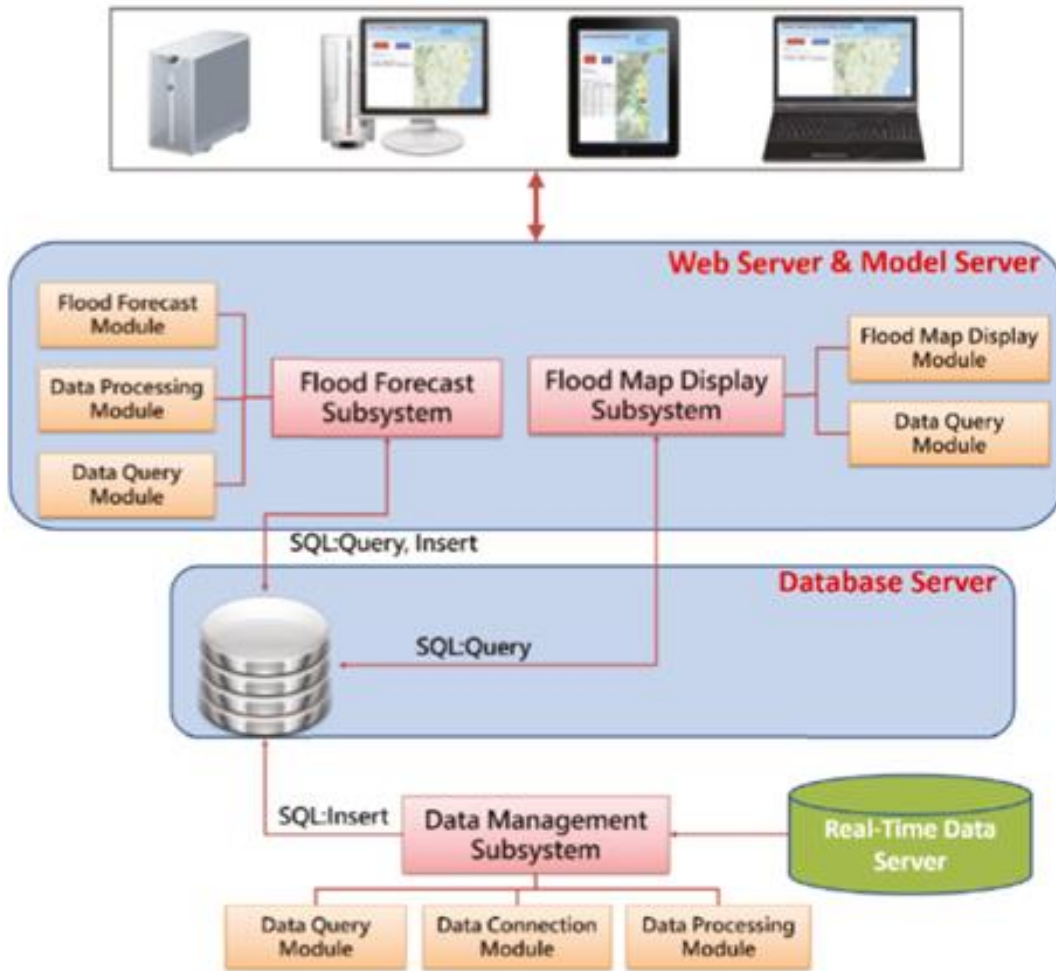 Web Server & Model Server
Flood Forecast
Module
Data Processing
Module
Data Query
Module
Flood Forecast
Subsystem
Flood Map Display
Subsystem
Flood Map Display
Module
Data Query
Module
SQL:Query, Insert
Database Server
SQL:Query
SQL:Insert
Data Management
Subsystem
Real-Time Data
Server
Data Query
Module
Data Connection
Module
Data Processing
Module